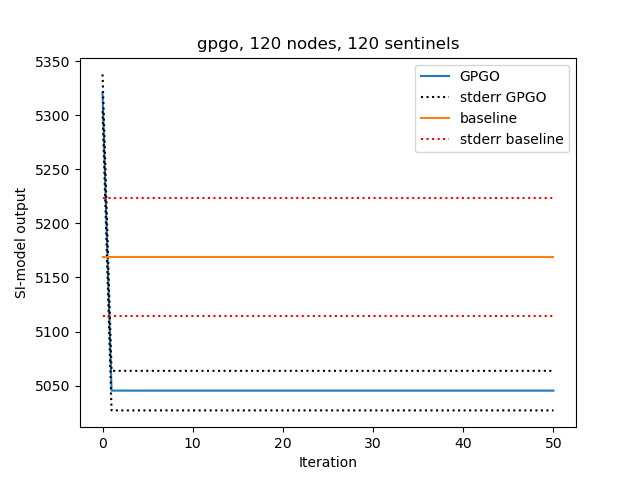 gpgo, 120 nodes, 120 sentinels
5350
5300
5250
5200
5150
5100
5050
SI-model output
GPGO
stderr GPGO
baseline
stderr baseline
0
10
20
30
40
50
Iteration